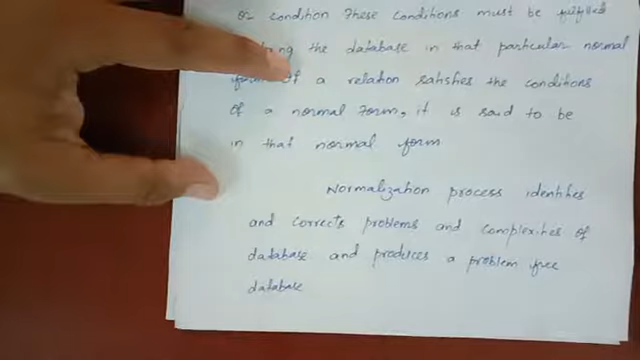 or condition These conditions must be fulfilled
the database in that particular normal
form If a relation satisfies the conditions
of a normal form, it is said to be
in that normal form
Normalization process identifies
and corrects problems and complexities of
database and produces a problem free
database